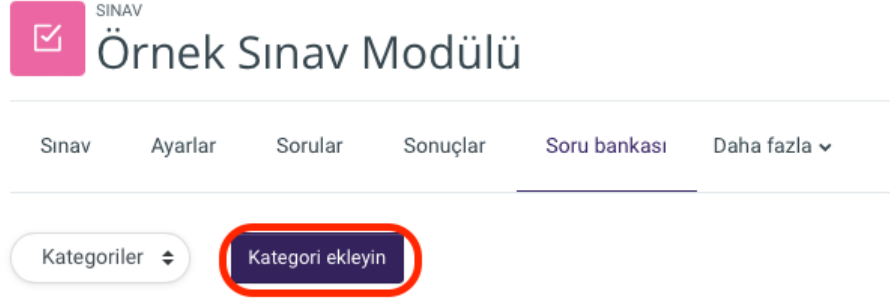 SINAV
Örnek Sınav Modülü
Sınav Ayarlar Sorular Sonuçlar Soru bankası Daha fazla
Kategoriler Kategori ekleyin